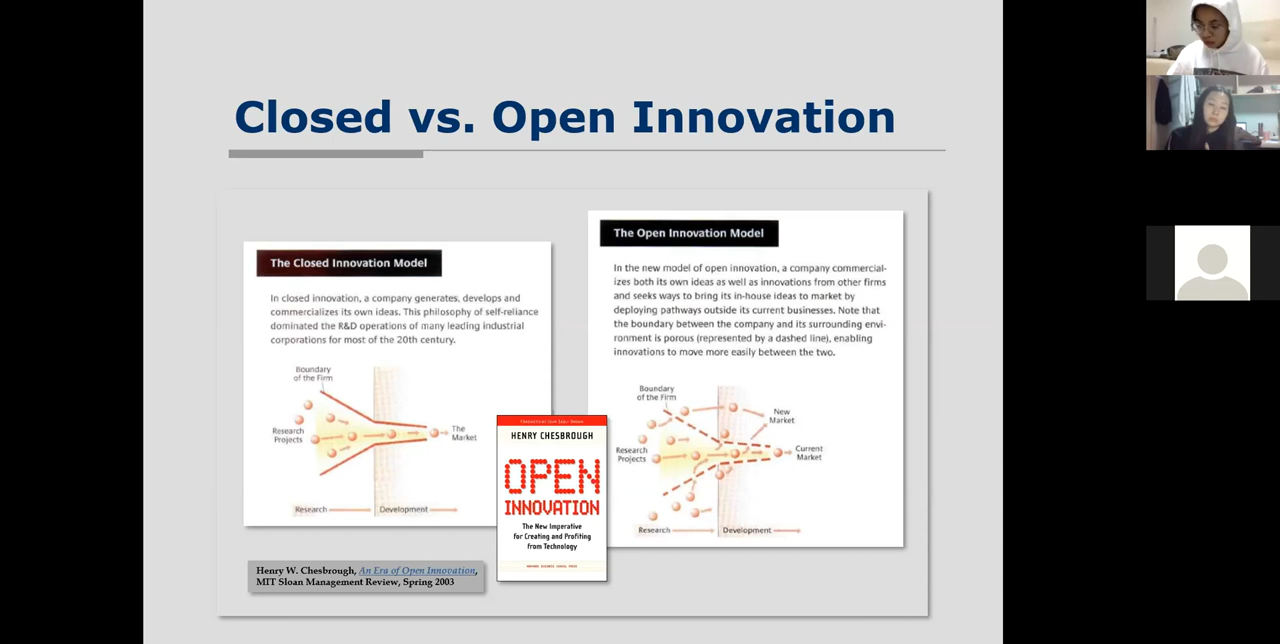 Closed vs. Open Innovation
The Closed Innovation Model
In closed innovation, a company generates, develops and
commercializes its own ideas. This philosophy of self-reliance
dominated the R&D operations of many leading industrial
corporations for most of the 20th century.
Boundary
of the Firm
Research
Projects
The
Market
Research
Development
The Open Innovation Model
In the new model of open innovation, a company commercial-
izes both its own ideas as well as innovations from other firms
and seeks ways to bring its in-house ideas to market by
deploying pathways outside its current businesses. Note that
the boundary between the company and its surrounding envi-
ronment is porous (represented by a dashed line), enabling
innovations to move more easily between the two.
Boundary
of the Firm
New
Market
Research
Projects
Current
Market
Research
Development
HENRY CHESBROUGH
OPEN
INNOVATION
The New Imperative
for Creating and Profiting
from Technology
HARVARD BUSINESS SCHOOL PRESS
Henry W. Chesbrough, An Era of Open Innovation,
MIT Sloan Management Review, Spring 2003